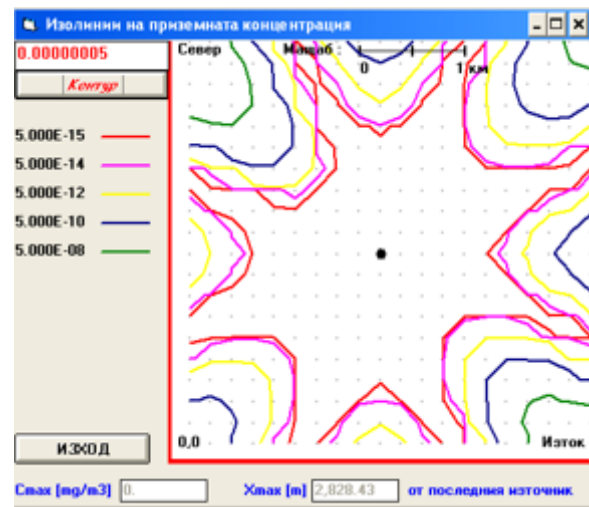 Изолинии на приземната концентрация
0.00000005
Контур
Север
Мащаб :
0
1 км
5.000E-15
5.000E-14
5.000E-12
5.000E-10
5.000E-08
0,0
Изток
ИЗХОД
Cmax [mg/m3] 0. Xmax [m] 2,828.43 от последния източник